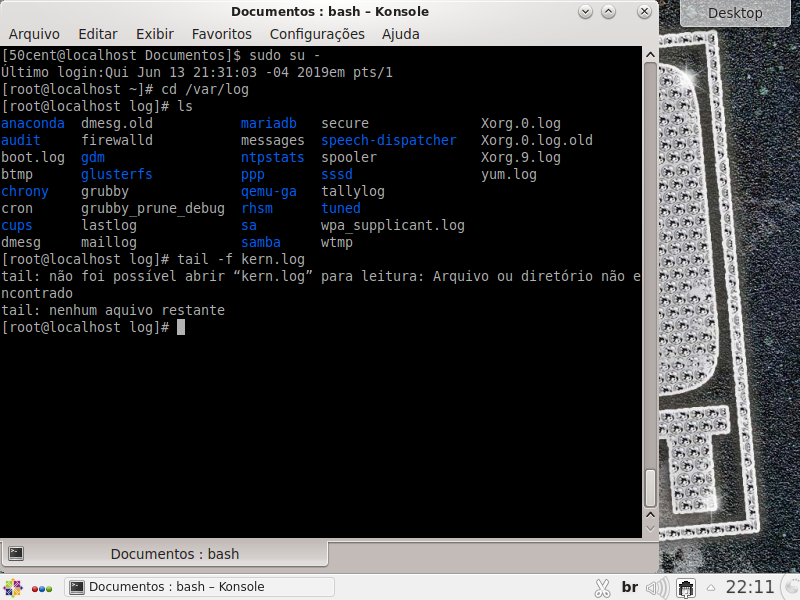 Documentos : bash – Konsole
Desktop
Arquivo Editar Exibir Favoritos Configurações Ajuda
[50cent@localhost Documentos]$ sudo su -
Último login:Qui Jun 13 21:31:03 -04 2019em pts/1
[root@localhost ~]# cd /var/log
[root@localhost log]# ls
anaconda dmesg.old mariadb secure Xorg.0.log
audit firewalld messages speech-dispatcher Xorg.0.log.old
boot.log gdm ntpstats spooler Xorg.9.log
btmp glusterfs ppp sssd yum.log
chrony grubby qemu-ga tallylog
cron grubby_prune_debug rhsm tuned
cups lastlog sa wpa_supplicant.log
dmesg maillog samba wtmp
[root@localhost log]# tail -f kern.log
tail: não foi possível abrir “kern.log” para leitura: Arquivo ou diretório não e
ncontrado
tail: nenhum aquivo restante
[root@localhost log]#
Documentos : bash
Documentos : bash – Konsole
br
22:11